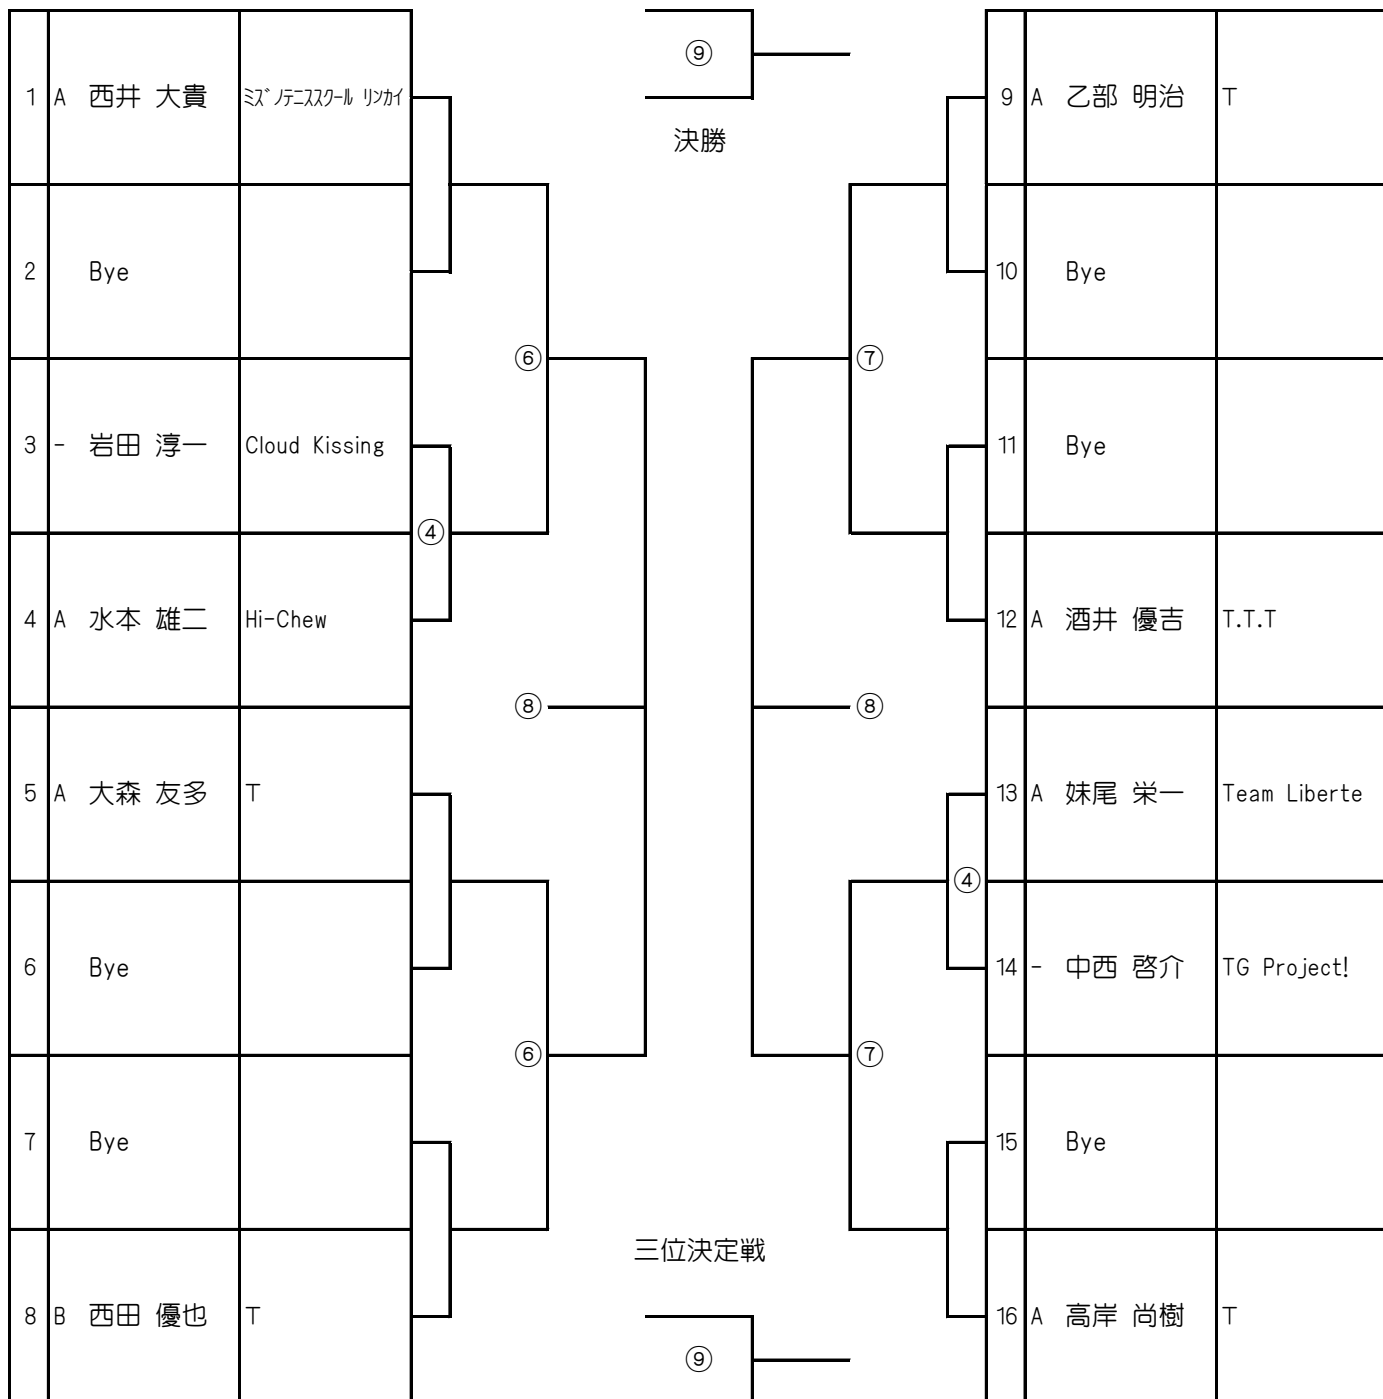 ⑨
決勝
1 A 西井 大貴 ﾐｽﾞﾉﾃﾆｽｽｸｰﾙ ﾘﾝｶｲ
2 Bye
3 - 岩田 淳一 Cloud Kissing
4 A 水本 雄二 Hi-Chew
5 A 大森 友多 T
6 Bye
7 Bye
8 B 西田 優也 T
④
⑥
⑧
⑥
9 A 乙部 明治 T
10 Bye
11 Bye
12 A 酒井 優吉 T.T.T
13 A 妹尾 栄一 Team Liberte
14 - 中西 啓介 TG Project!
15 Bye
16 A 高岸 尚樹 T
⑦
⑧
④
⑦
三位決定戦
⑨